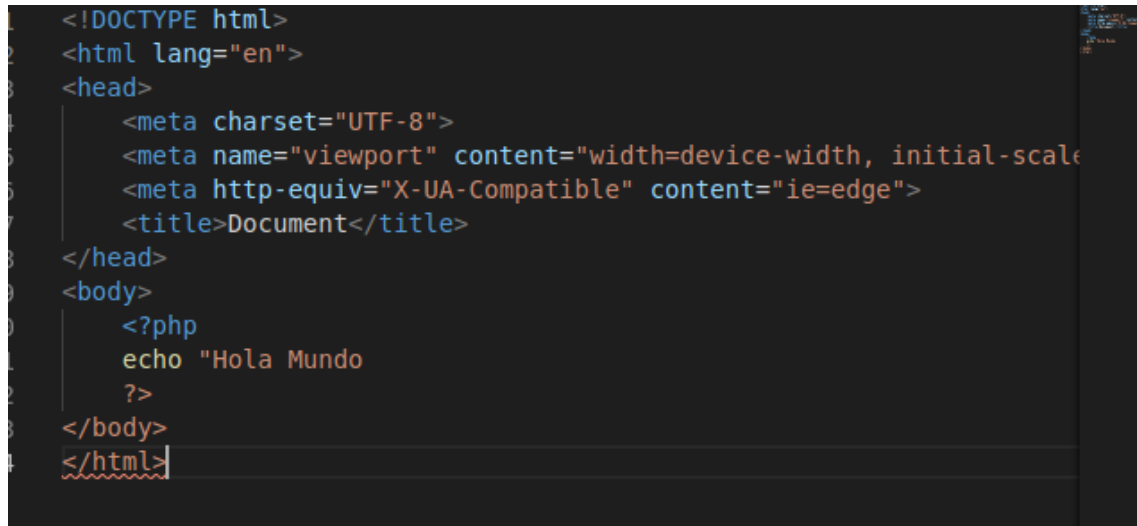 <!DOCTYPE html>
<html lang="en">
<head>
<meta charset="UTF-8">
<meta name="viewport" content="width=device-width, initial-scale
<meta http-equiv="X-UA-Compatible" content="ie=edge">
<title>Document</title>
</head>
<body>
<?php
echo "Hola Mundo
?>
</body>
</html>